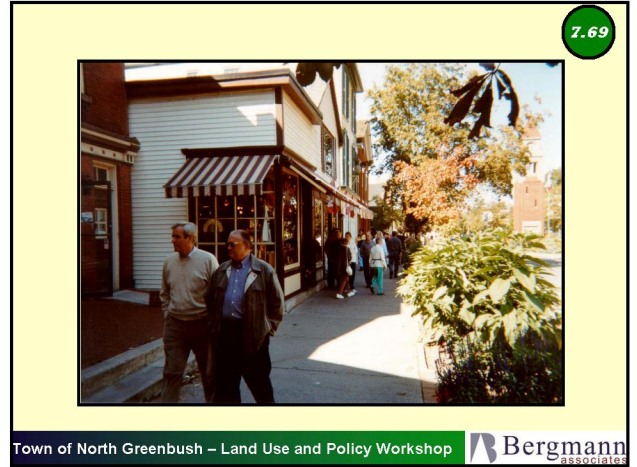 7.69
Town of North Greenbush – Land Use and Policy Workshop
Bergmann
associates